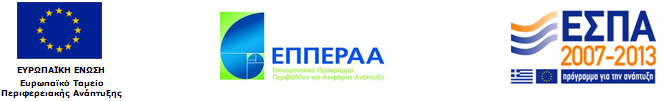 ΕΥΡΩΠΑΪΚΗ ΕΝΩΣΗ
Ευρωπαϊκό Ταμείο
Περιφερειακής Ανάπτυξης
ΕΠΠΕΡΑΑ
Επιχειρησιακό Πρόγραμμα
Περιβάλλον και Αειφόρος Ανάπτυξη
ΕΣΠΑ
2007-2013
πρόγραμμα για την ανάπτυξη